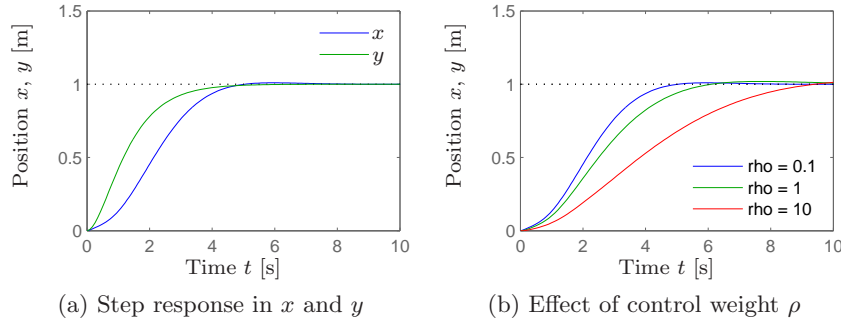 1.5
1
0.5
0
Position x, y [m]
x
y
0 2 4 6 8 10
Time t [s]
(a) Step response in x and y
1.5
1
0.5
0
Position x, y [m]
rho = 0.1
rho = 1
rho = 10
0 2 4 6 8 10
Time t [s]
(b) Effect of control weight ρ